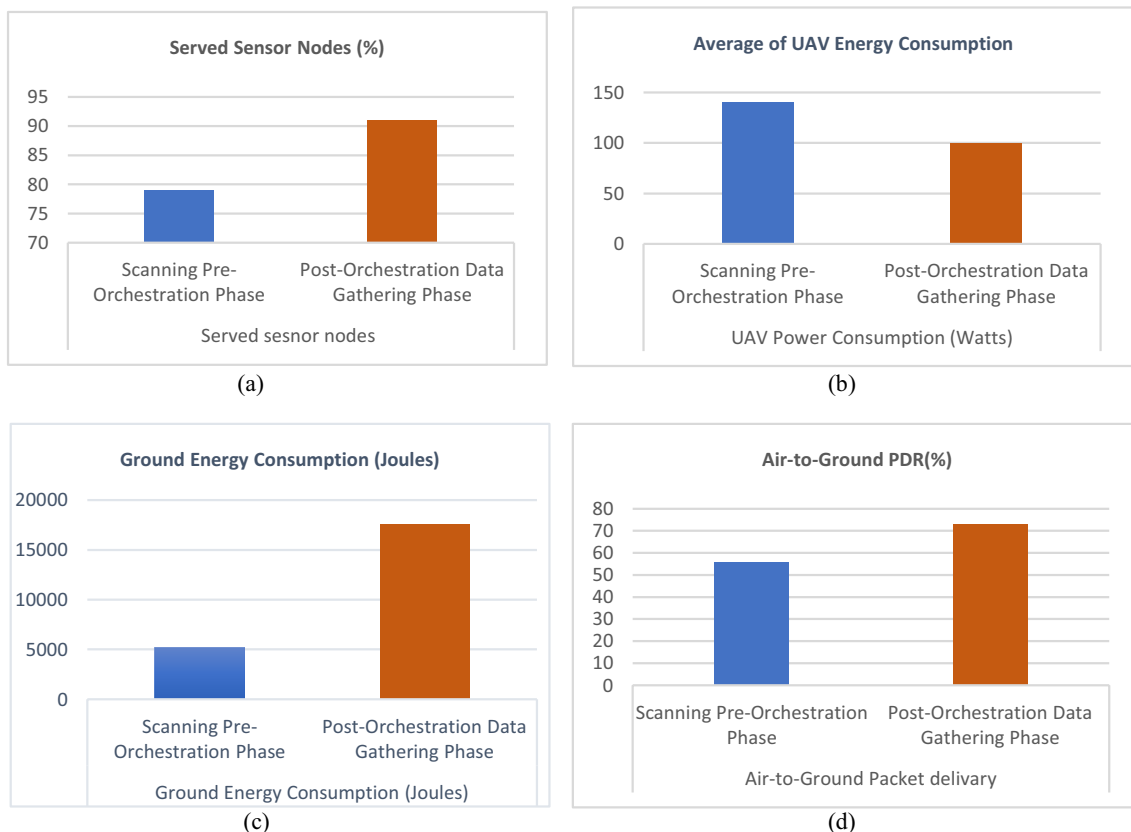 Served Sensor Nodes (%)
95
90
85
80
75
70
Scanning Pre-
Orchestration Phase
Post-Orchestration Data
Gathering Phase
Served sesnor nodes
(a)
Average of UAV Energy Consumption
150
100
50
0
Scanning Pre-
Orchestration Phase
Post-Orchestration Data
Gathering Phase
UAV Power Consumption (Watts)
(b)
Ground Energy Consumption (Joules)
20000
15000
10000
5000
0
Scanning Pre-
Orchestration Phase
Post-Orchestration Data
Gathering Phase
Ground Energy Consumption (Joules)
(c)
Air-to-Ground PDR(%)
80
70
60
50
40
30
20
10
0
Scanning Pre-Orchestration
Phase
Post-Orchestration Data
Gathering Phase
Air-to-Ground Packet delivary
(d)